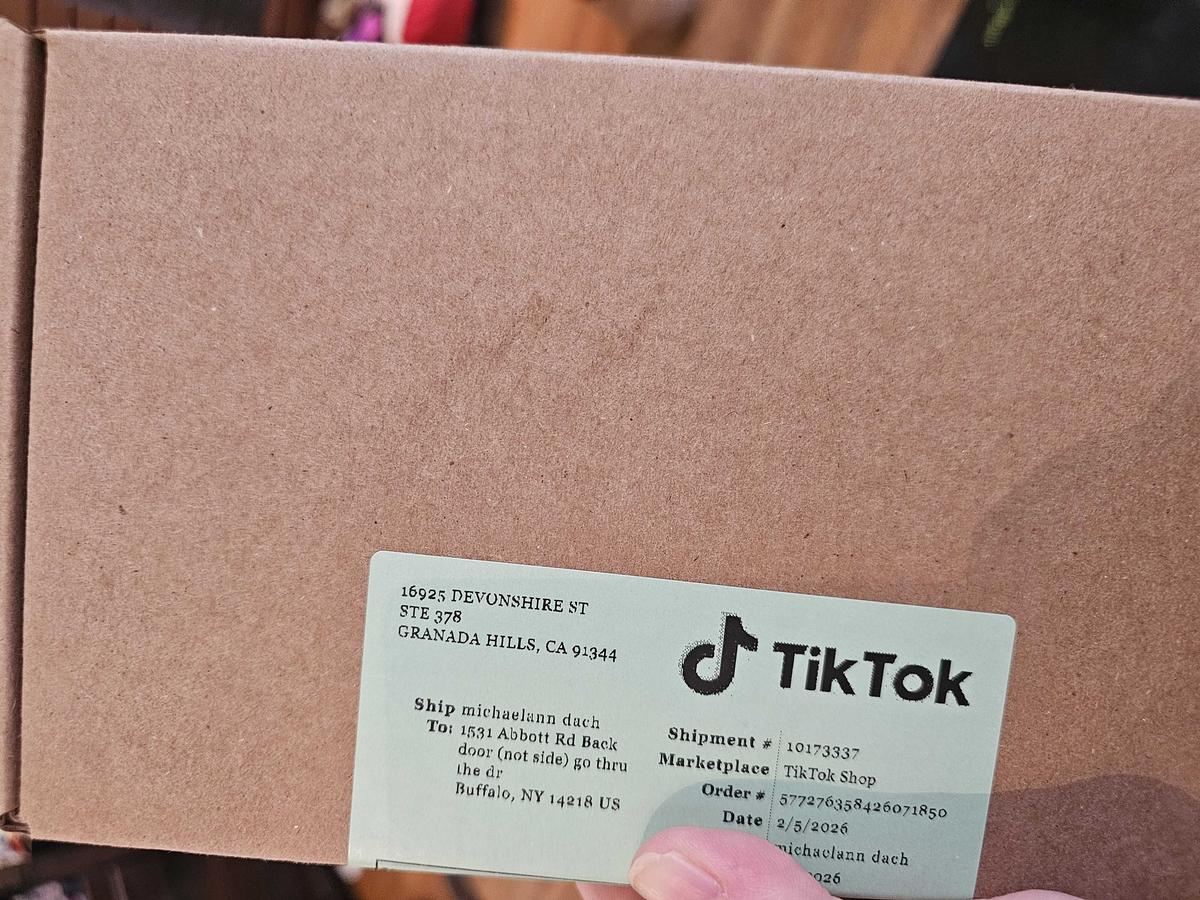 16925 DEVONSHIRE ST
STE 378
GRANADA HILLS, CA 91344
TikTok
Ship To: michaelann dach
1531 Abbott Rd Back
door (not side) go thru
the dr
Buffalo, NY 14218 US
Shipment # 10173337
Marketplace TikTok Shop
Order # 577276358426071850
Date 2/5/2026
michaelann dach
026